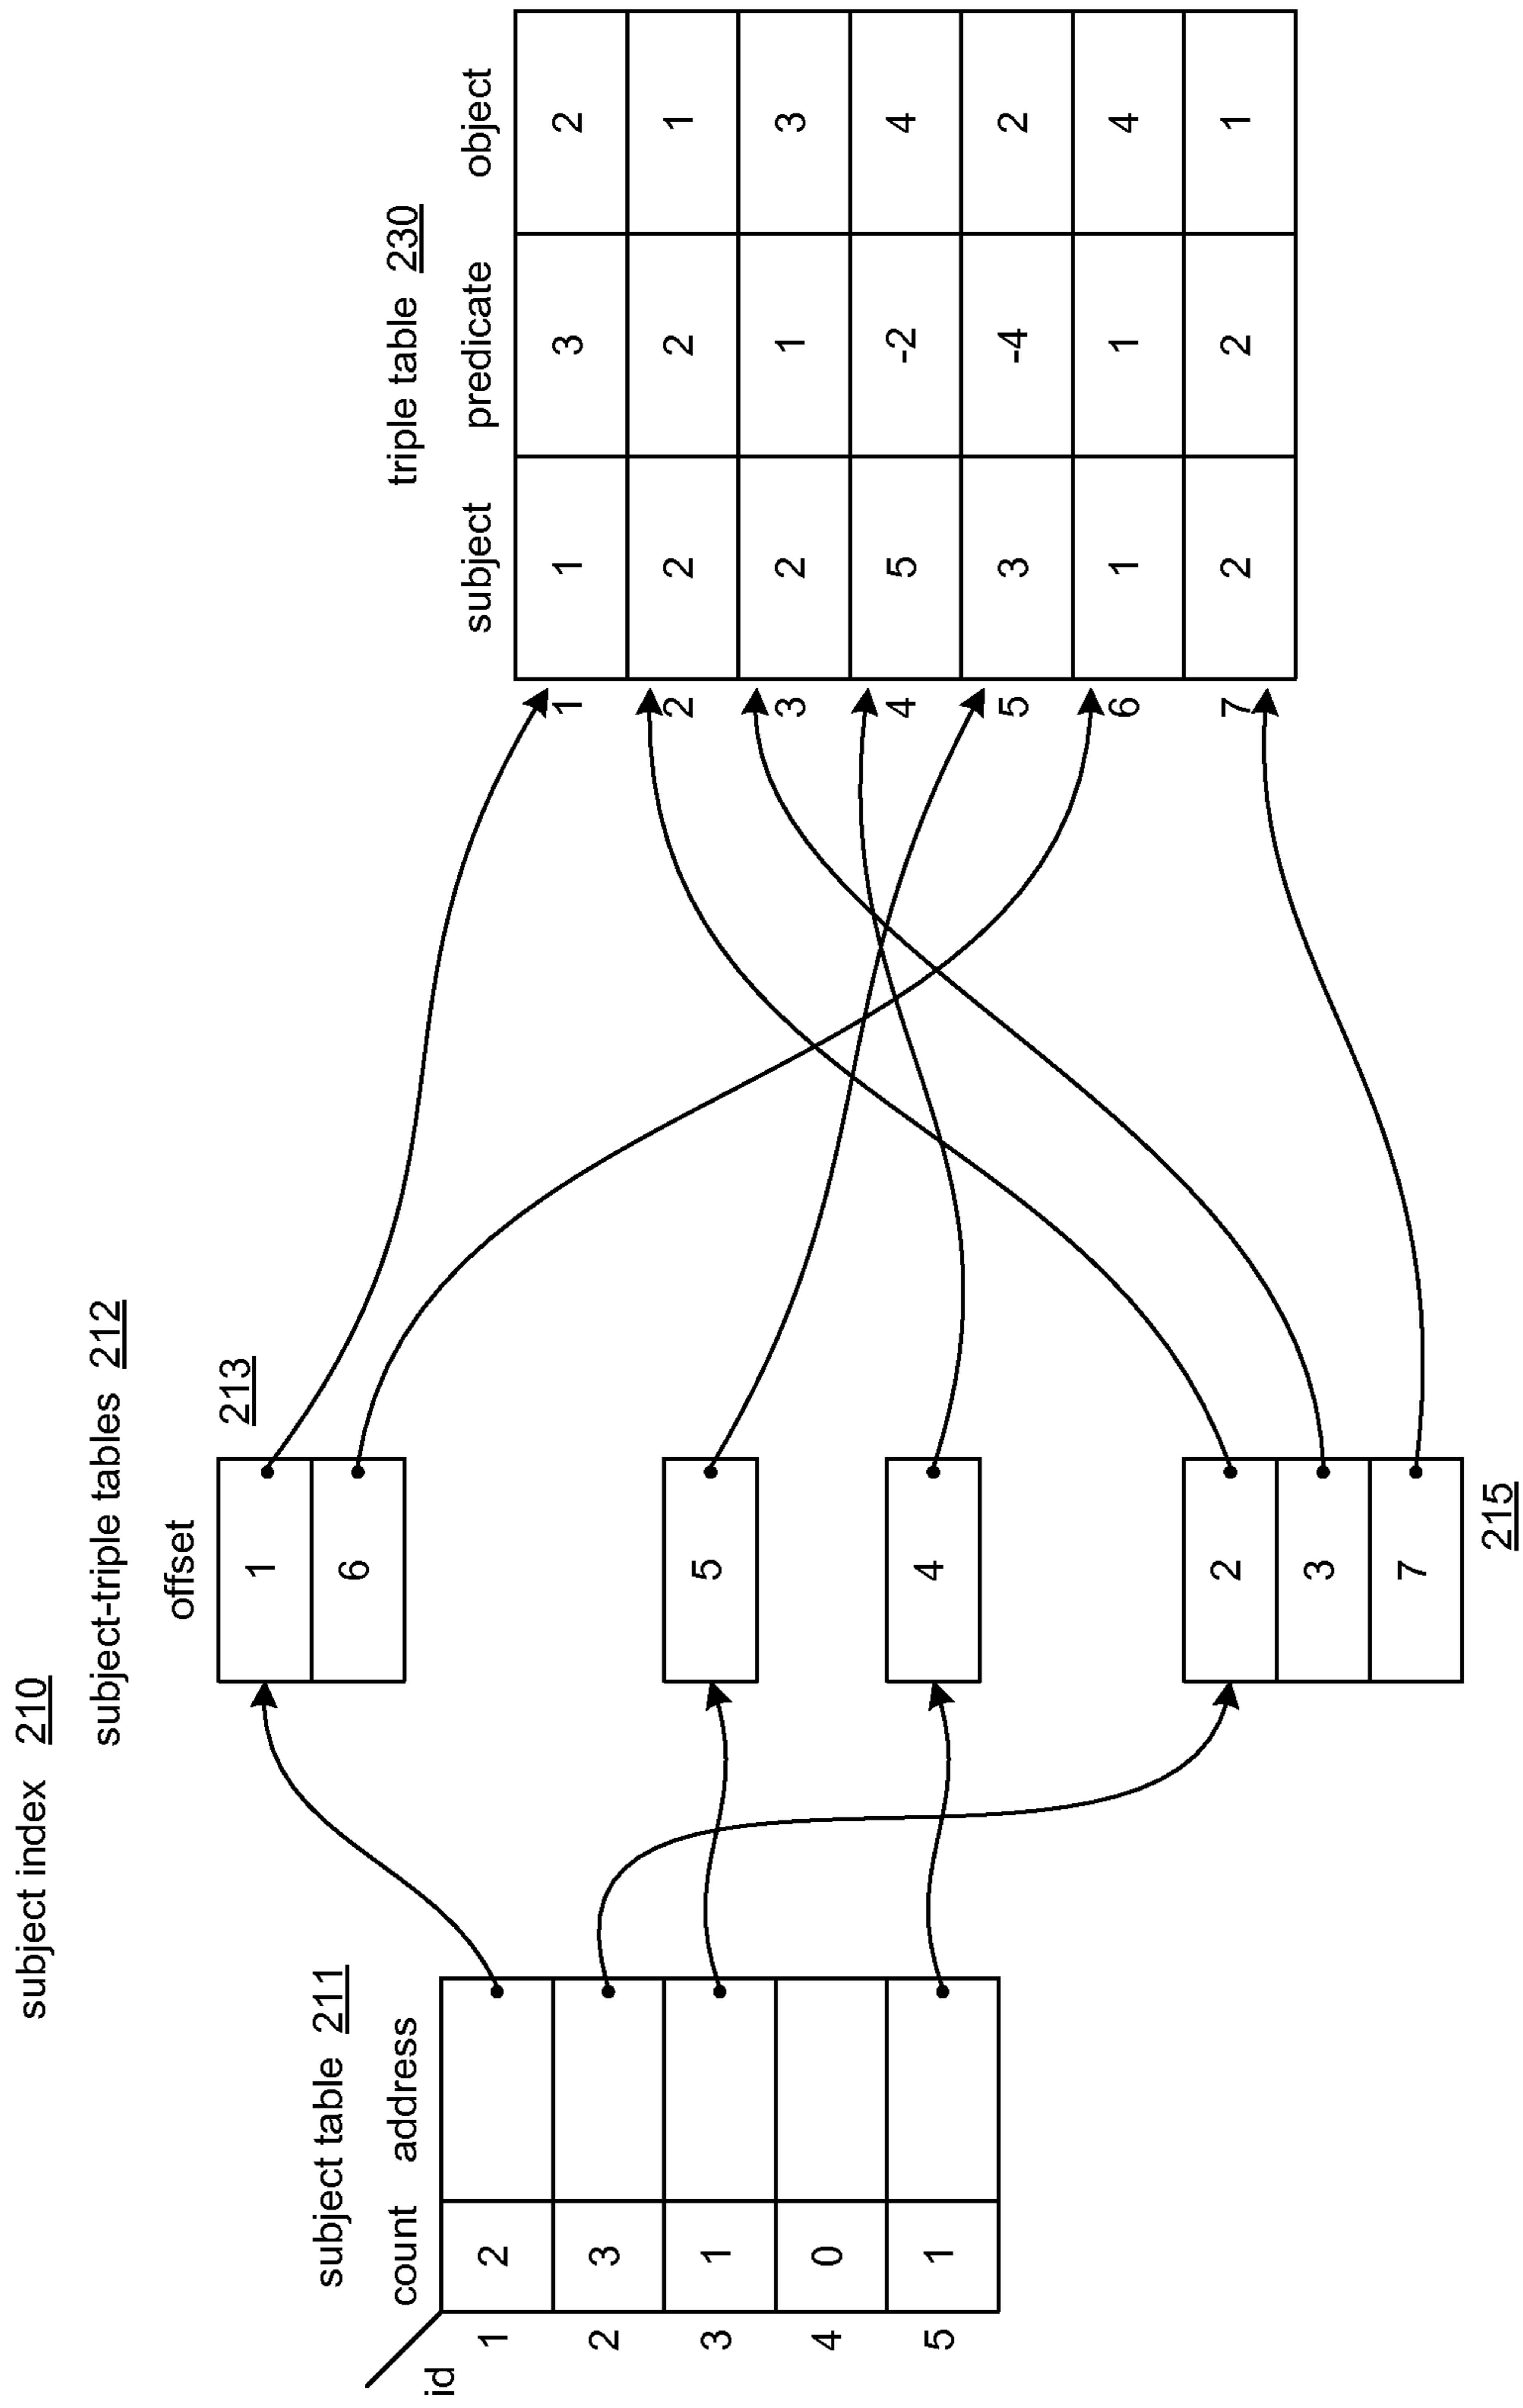 subject index 210
subject-triple tables 212
subject table 211
offset
213
triple table 230
id
count address
subject predicate object
1 2
2 3
3 1
4 0
5 1
1
6
5
4
2
3
7
215
1 1 3 2
2 2 2 1
3 2 1 3
4 5 -2 4
5 3 -4 2
6 1 1 4
7 2 2 1